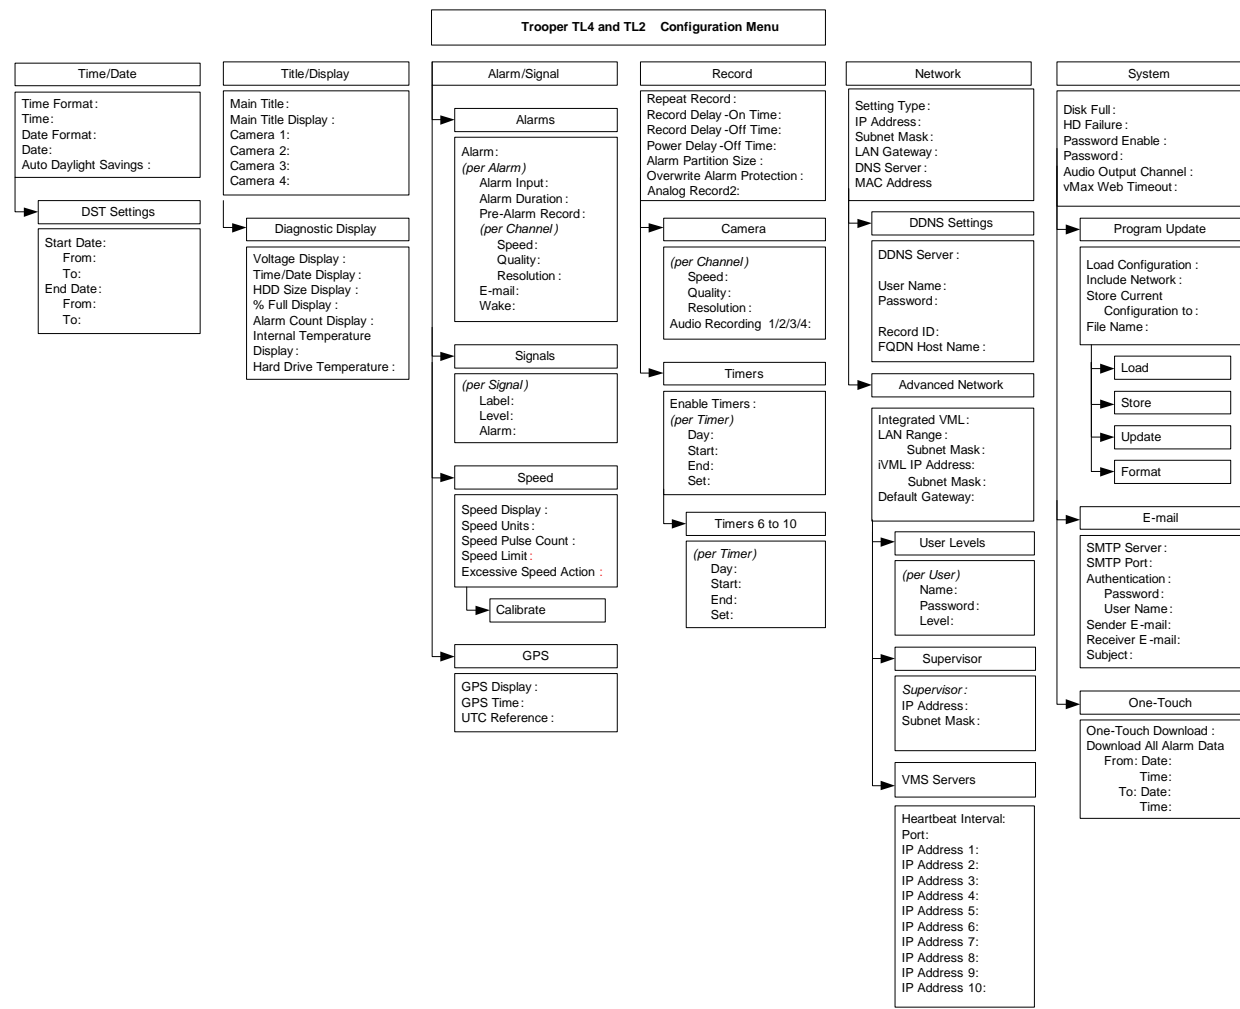 Trooper TL4 and TL2 Configuration Menu
Time/Date
Time Format:
Time:
Date Format:
Date:
Auto Daylight Savings :
DST Settings
Start Date:
From:
To:
End Date:
From:
To:
Title/Display
Main Title:
Main Title Display :
Camera 1:
Camera 2:
Camera 3:
Camera 4:
Diagnostic Display
Voltage Display :
Time/Date Display :
HDD Size Display :
% Full Display :
Alarm Count Display :
Internal Temperature
Display :
Hard Drive Temperature :
Alarm/Signal
Alarms
Alarm:
(per Alarm)
Alarm Input:
Alarm Duration:
Pre-Alarm Record :
(per Channel)
Speed:
Quality:
Resolution :
E-mail:
Wake:
Signals
(per Signal)
Label:
Level:
Alarm:
Speed
Speed Display :
Speed Units :
Speed Pulse Count :
Speed Limit :
Excessive Speed Action :
Calibrate
GPS
GPS Display :
GPS Time:
UTC Reference :
Record
Repeat Record :
Record Delay -On Time:
Record Delay -Off Time:
Power Delay -Off Time:
Alarm Partition Size :
Overwrite Alarm Protection :
Analog Record2:
Camera
(per Channel)
Speed:
Quality:
Resolution :
Audio Recording 1/2/3/4:
Timers
Enable Timers :
(per Timer)
Day:
Start:
End:
Set:
Timers 6 to 10
(per Timer)
Day:
Start:
End:
Set:
Network
Setting Type :
IP Address:
Subnet Mask:
LAN Gateway :
DNS Server :
MAC Address
DDNS Settings
DDNS Server :
User Name :
Password:
Record ID:
FQDN Host Name :
Advanced Network
Integrated VML:
LAN Range :
Subnet Mask:
iVML IP Address:
Subnet Mask:
Default Gateway:
User Levels
(per User)
Name:
Password:
Level:
Supervisor
Supervisor:
IP Address:
Subnet Mask:
VMS Servers
Heartbeat Interval:
Port:
IP Address 1:
IP Address 2:
IP Address 3:
IP Address 4:
IP Address 5:
IP Address 6:
IP Address 7:
IP Address 8:
IP Address 9:
IP Address 10:
System
Disk Full :
HD Failure :
Password Enable :
Password:
Audio Output Channel :
vMax Web Timeout :
Program Update
Load Configuration :
Include Network :
Store Current
Configuration to :
File Name :
Load
Store
Update
Format
E-mail
SMTP Server:
SMTP Port:
Authentication :
Password:
User Name:
Sender E-mail:
Receiver E-mail:
Subject :
One-Touch
One-Touch Download :
Download All Alarm Data
From: Date:
Time:
To: Date:
Time: